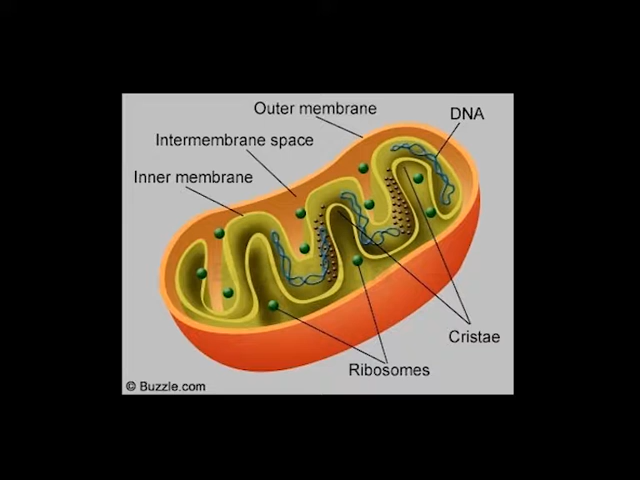 Outer membrane
DNA
Intermembrane space
Inner membrane
Cristae
Ribosomes
© Buzzle.com